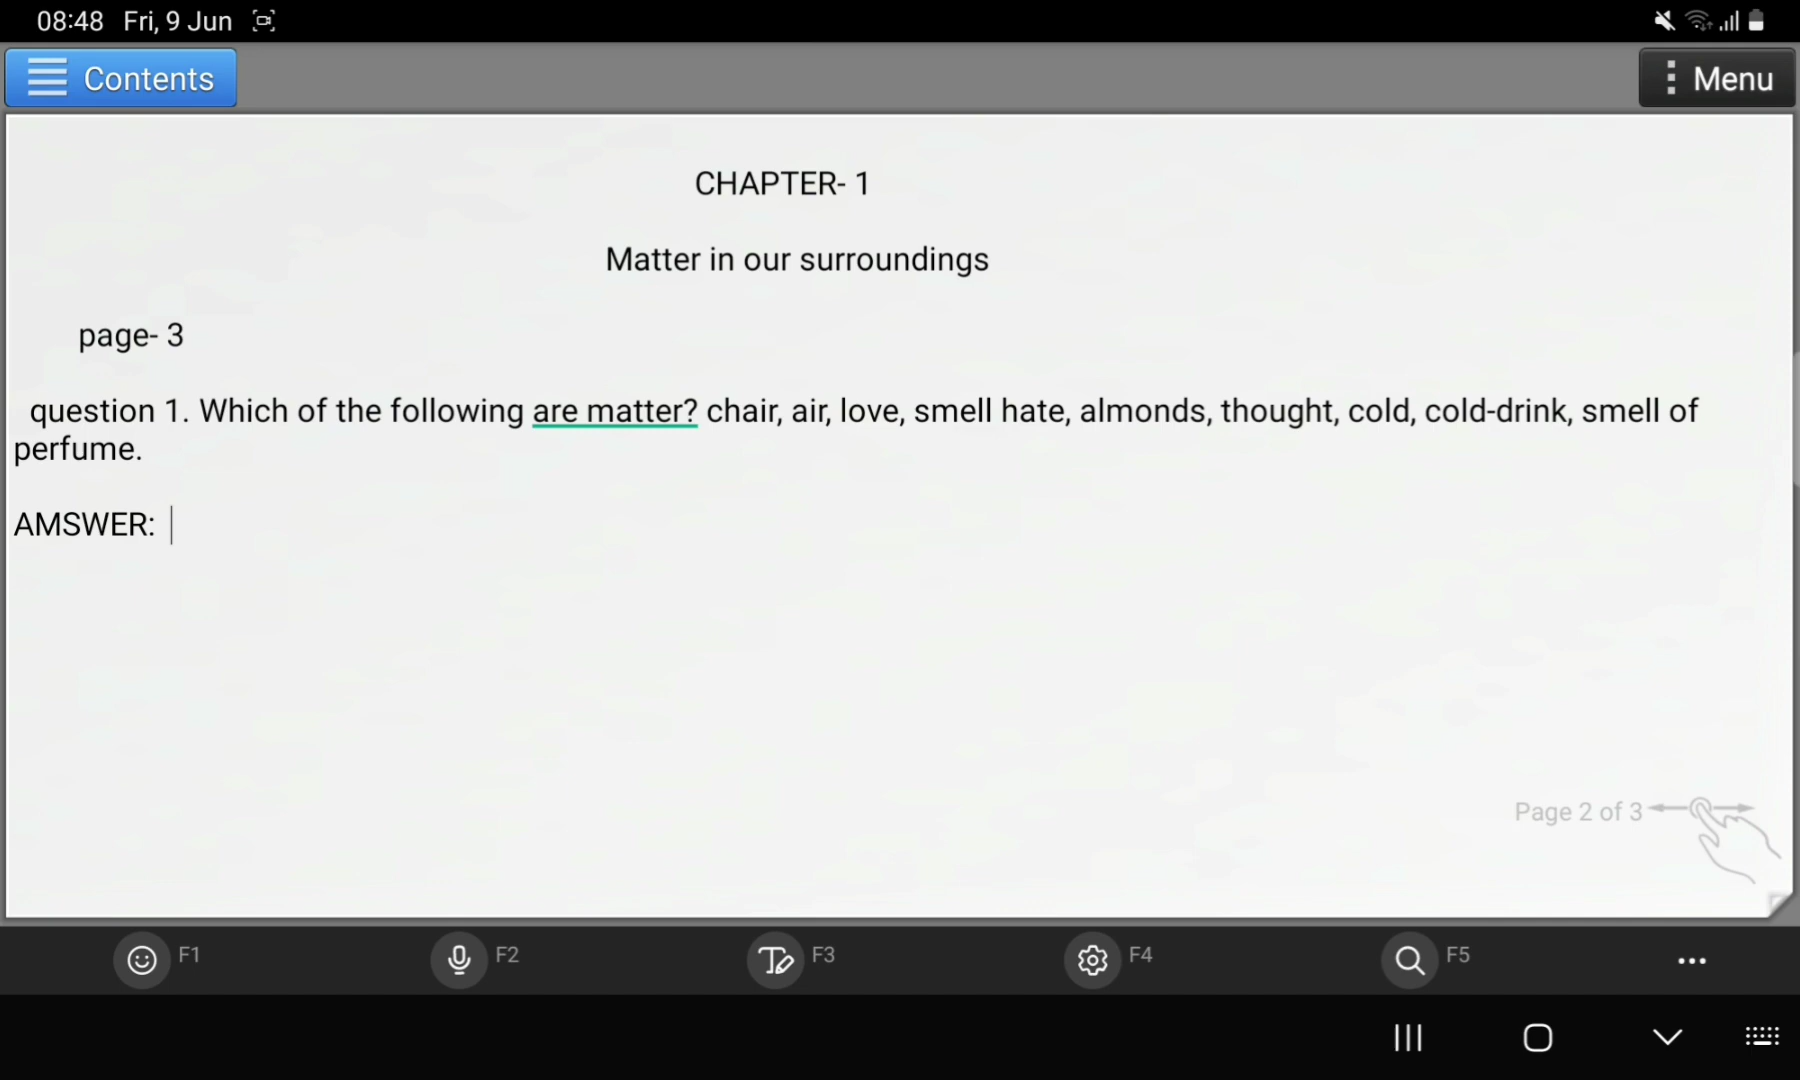 08:48 Fri, 9 Jun
Contents
Menu
CHAPTER- 1
Matter in our surroundings
page- 3
question 1. Which of the following are matter? chair, air, love, smell hate, almonds, thought, cold, cold-drink, smell of
perfume.
AMSWER:
Page 2 of 3
F1 F2 F3 F4 F5